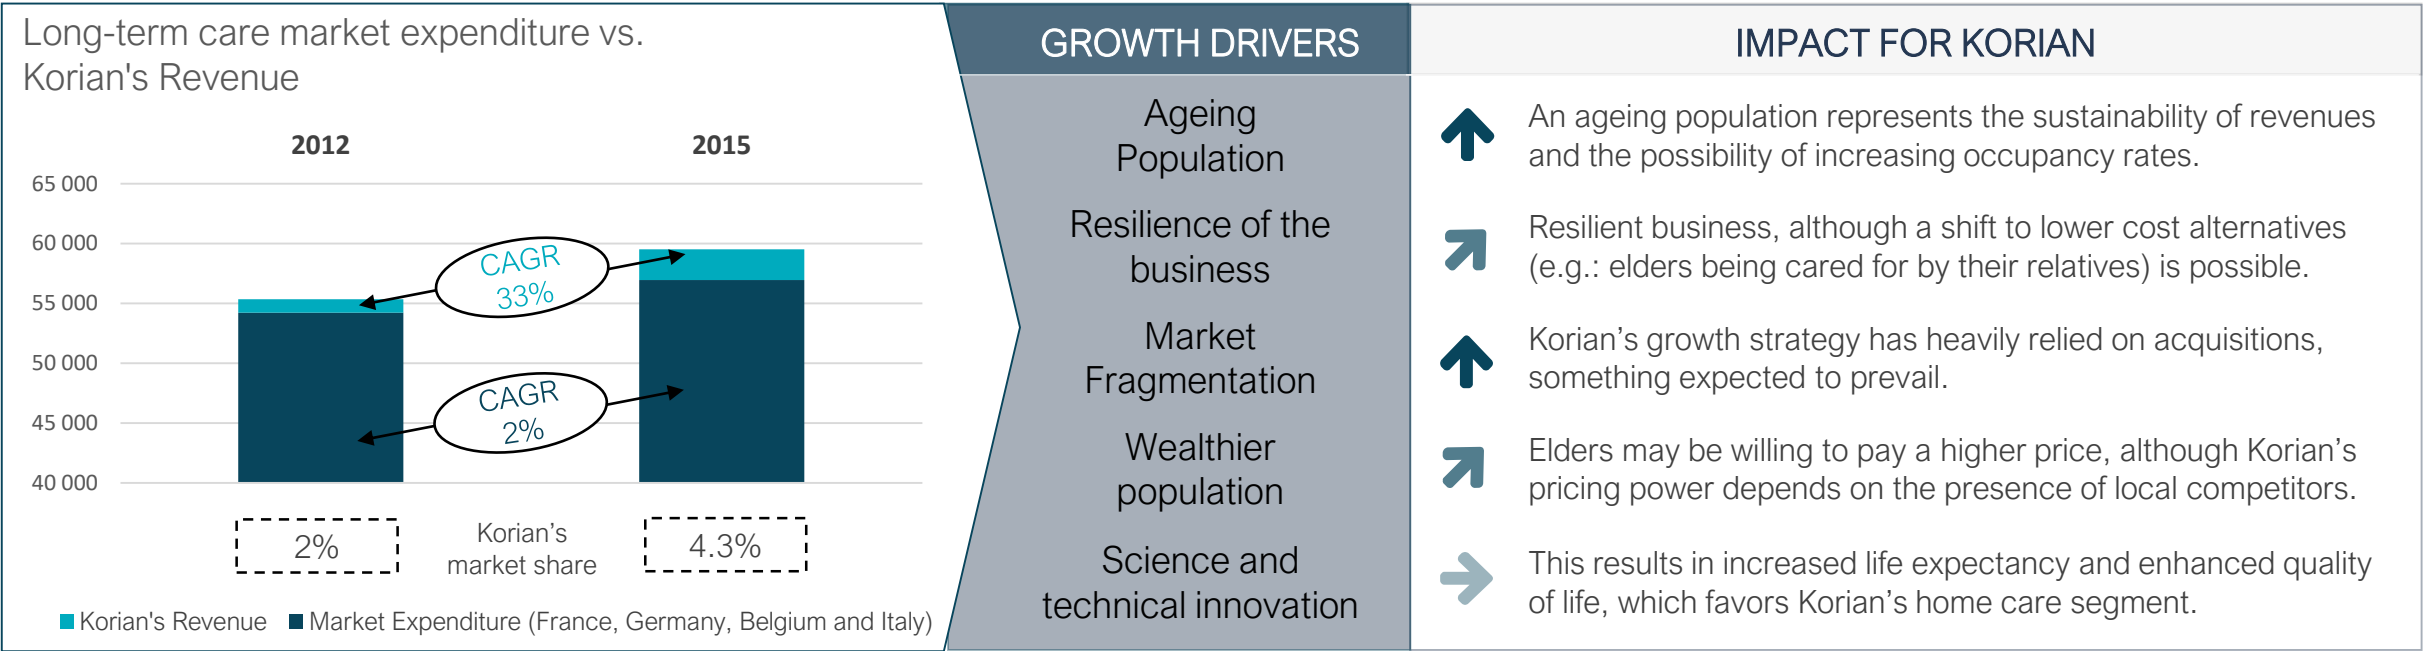 Long-term care market expenditure vs.
Korian's Revenue
2012
2015
65 000
60 000
55 000
50 000
45 000
40 000
CAGR
33%
CAGR
2%
2%
Korian’s
market share
4.3%
Korian's Revenue
Market Expenditure (France, Germany, Belgium and Italy)
GROWTH DRIVERS
IMPACT FOR KORIAN
Ageing
Population
An ageing population represents the sustainability of revenues
and the possibility of increasing occupancy rates.
Resilience of the
business
Resilient business, although a shift to lower cost alternatives
(e.g.: elders being cared for by their relatives) is possible.
Market
Fragmentation
Korian’s growth strategy has heavily relied on acquisitions,
something expected to prevail.
Wealthier
population
Elders may be willing to pay a higher price, although Korian’s
pricing power depends on the presence of local competitors.
Science and
technical innovation
This results in increased life expectancy and enhanced quality
of life, which favors Korian’s home care segment.